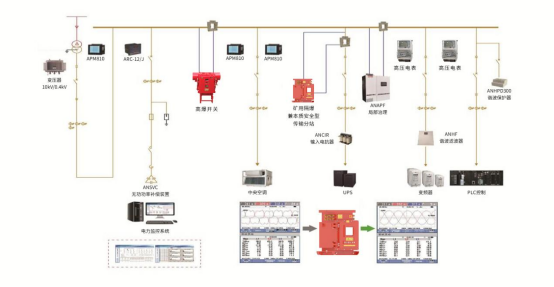 变压器
10kV/0.4kV
APM810
ARC-12/J
高爆开关
APM810
APM810
矿用隔爆
兼本质安全型
传输分站
ANCIR
输入电抗器
ANAPF
局部治理
高压电表
高压电表
ANHPD300
谐波保护器
ANHF
谐波滤波器
ANSVC
无功功率补偿装置
电力监控系统
中央空调
UPS
变频器
PLC控制